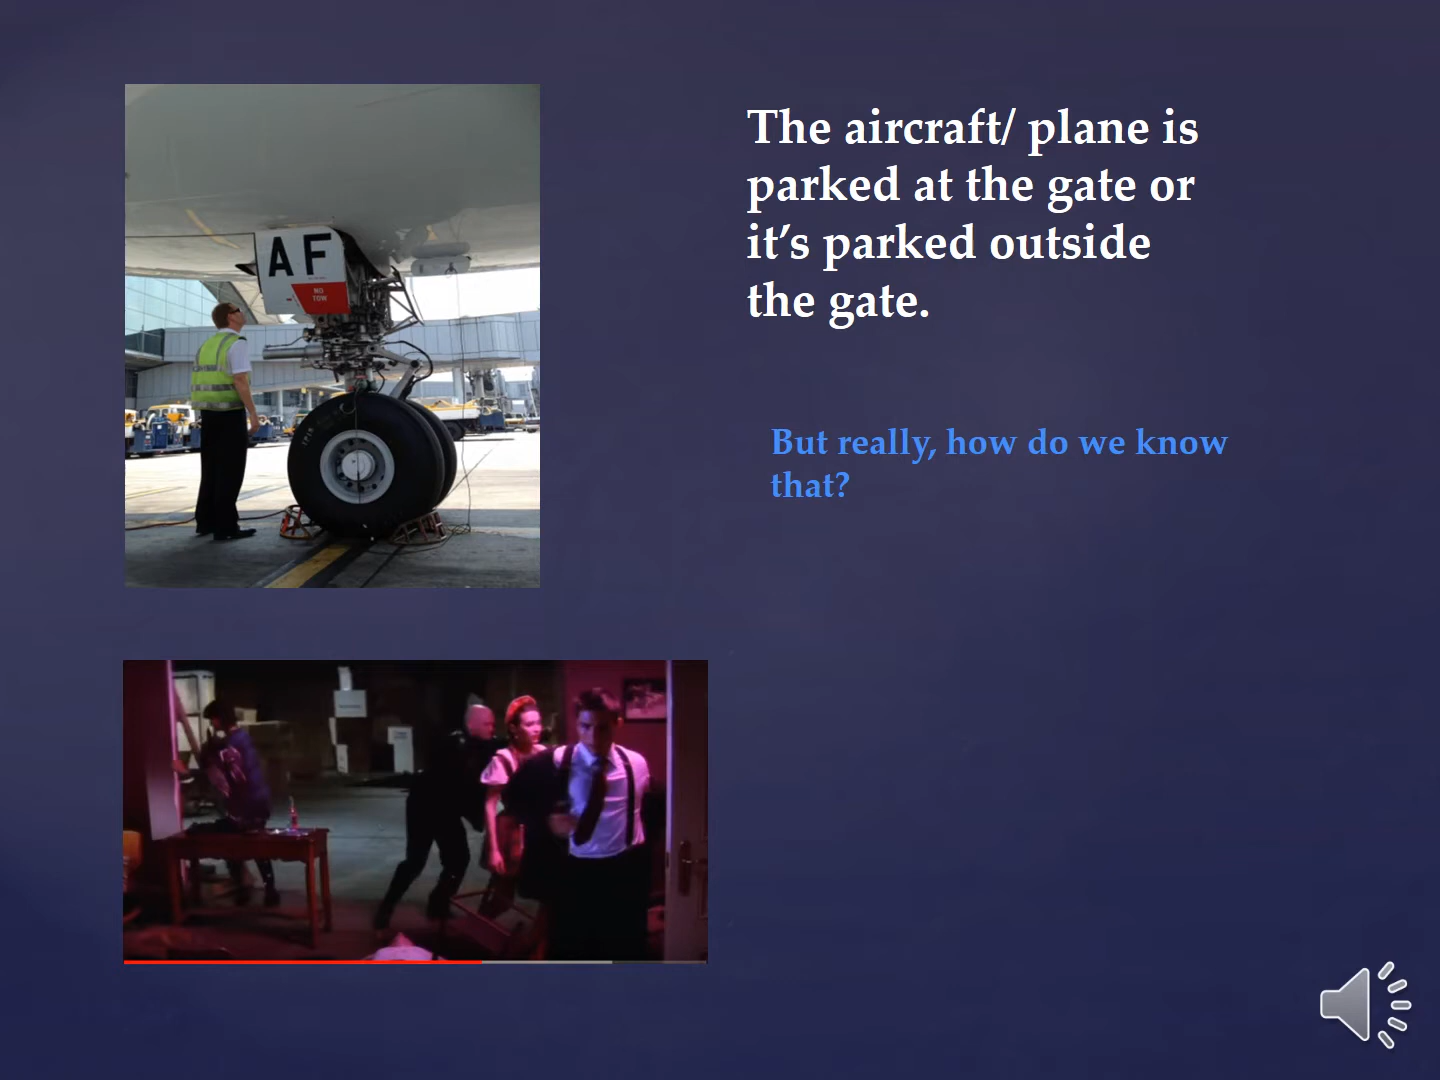 The aircraft/ plane is
parked at the gate or
it’s parked outside
the gate.
But really, how do we know
that?
AF
NO
TOW